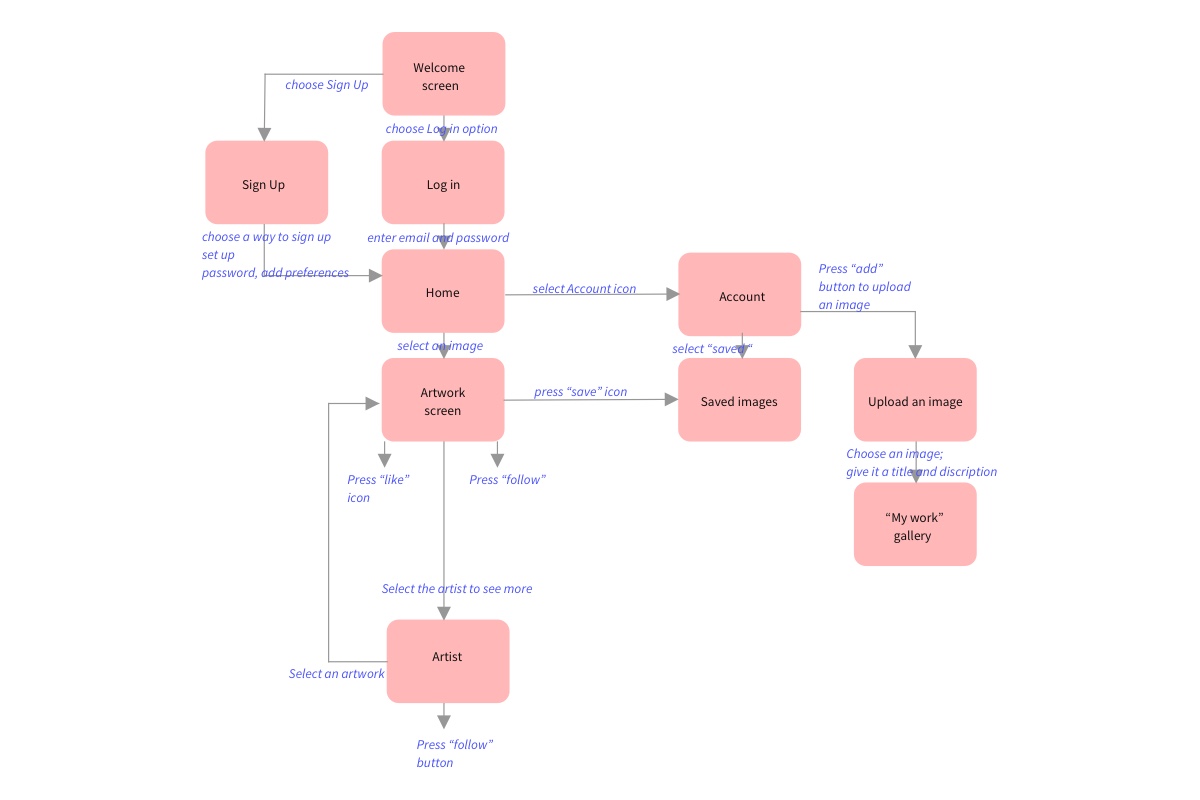 Welcome
screen
choose Sign Up
choose Log in option
Sign Up
Log in
choose a way to sign up
set up
password, add preferences
enter email and password
Home
select Account icon
Account
Press “add”
button to upload
an image
select an image
select “saved“
Artwork
screen
press “save” icon
Saved images
Upload an image
Press “like”
icon
Press “follow”
Choose an image;
give it a title and discription
“My work”
gallery
Select the artist to see more
Artist
Select an artwork
Press “follow”
button